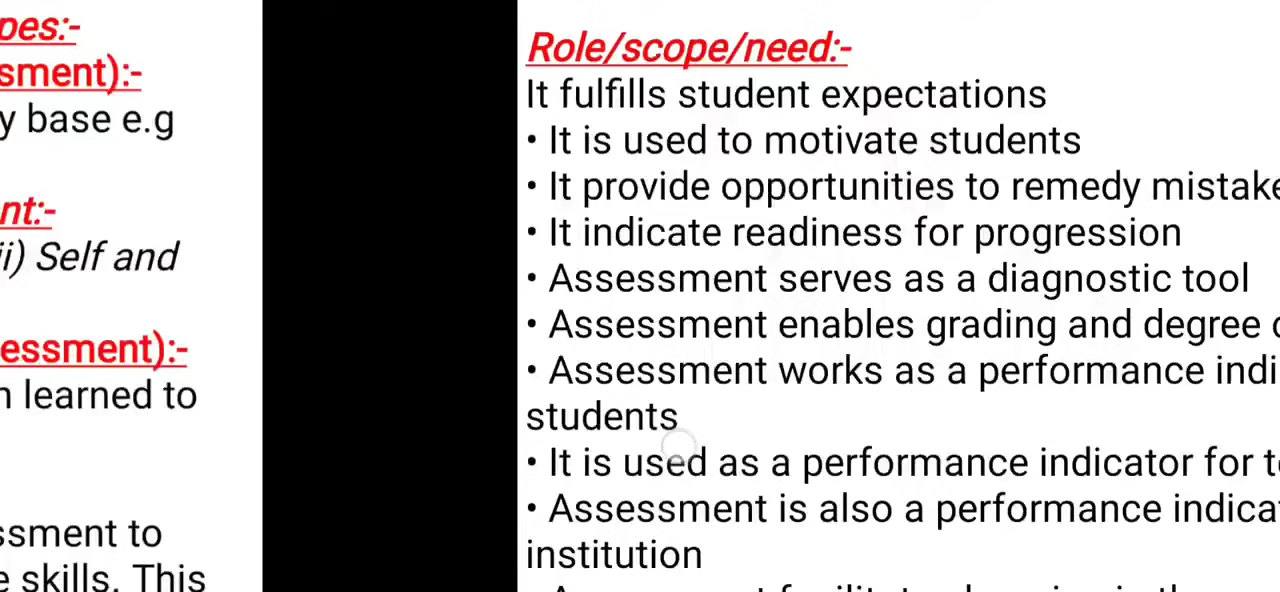 pes:-
sment):-
y base e.g
nt:-
ii) Self and
essment):-
n learned to
ssment to
e skills. This
Role/scope/need:-
It fulfills student expectations
• It is used to motivate students
• It provide opportunities to remedy mistake
• It indicate readiness for progression
• Assessment serves as a diagnostic tool
• Assessment enables grading and degree
• Assessment works as a performance indi
students
• It is used as a performance indicator for
• Assessment is also a performance indica
institution